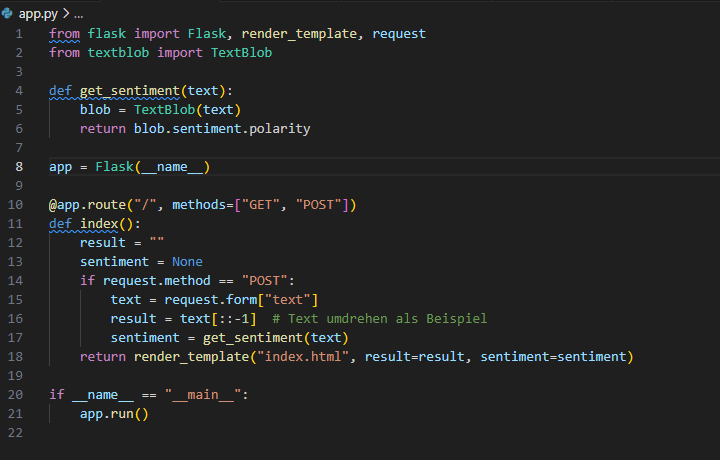 app.py > ...
1 from flask import Flask, render_template, request
2 from textblob import TextBlob
3
4 def get_sentiment(text):
5     blob = TextBlob(text)
6     return blob.sentiment.polarity
7
8 app = Flask(__name__)
9
10 @app.route("/", methods=["GET", "POST"])
11 def index():
12     result = ""
13     sentiment = None
14     if request.method == "POST":
15         text = request.form["text"]
16         result = text[::-1]  # Text umdrehen als Beispiel
17         sentiment = get_sentiment(text)
18     return render_template("index.html", result=result, sentiment=sentiment)
19
20 if __name__ == "__main__":
21     app.run()
22